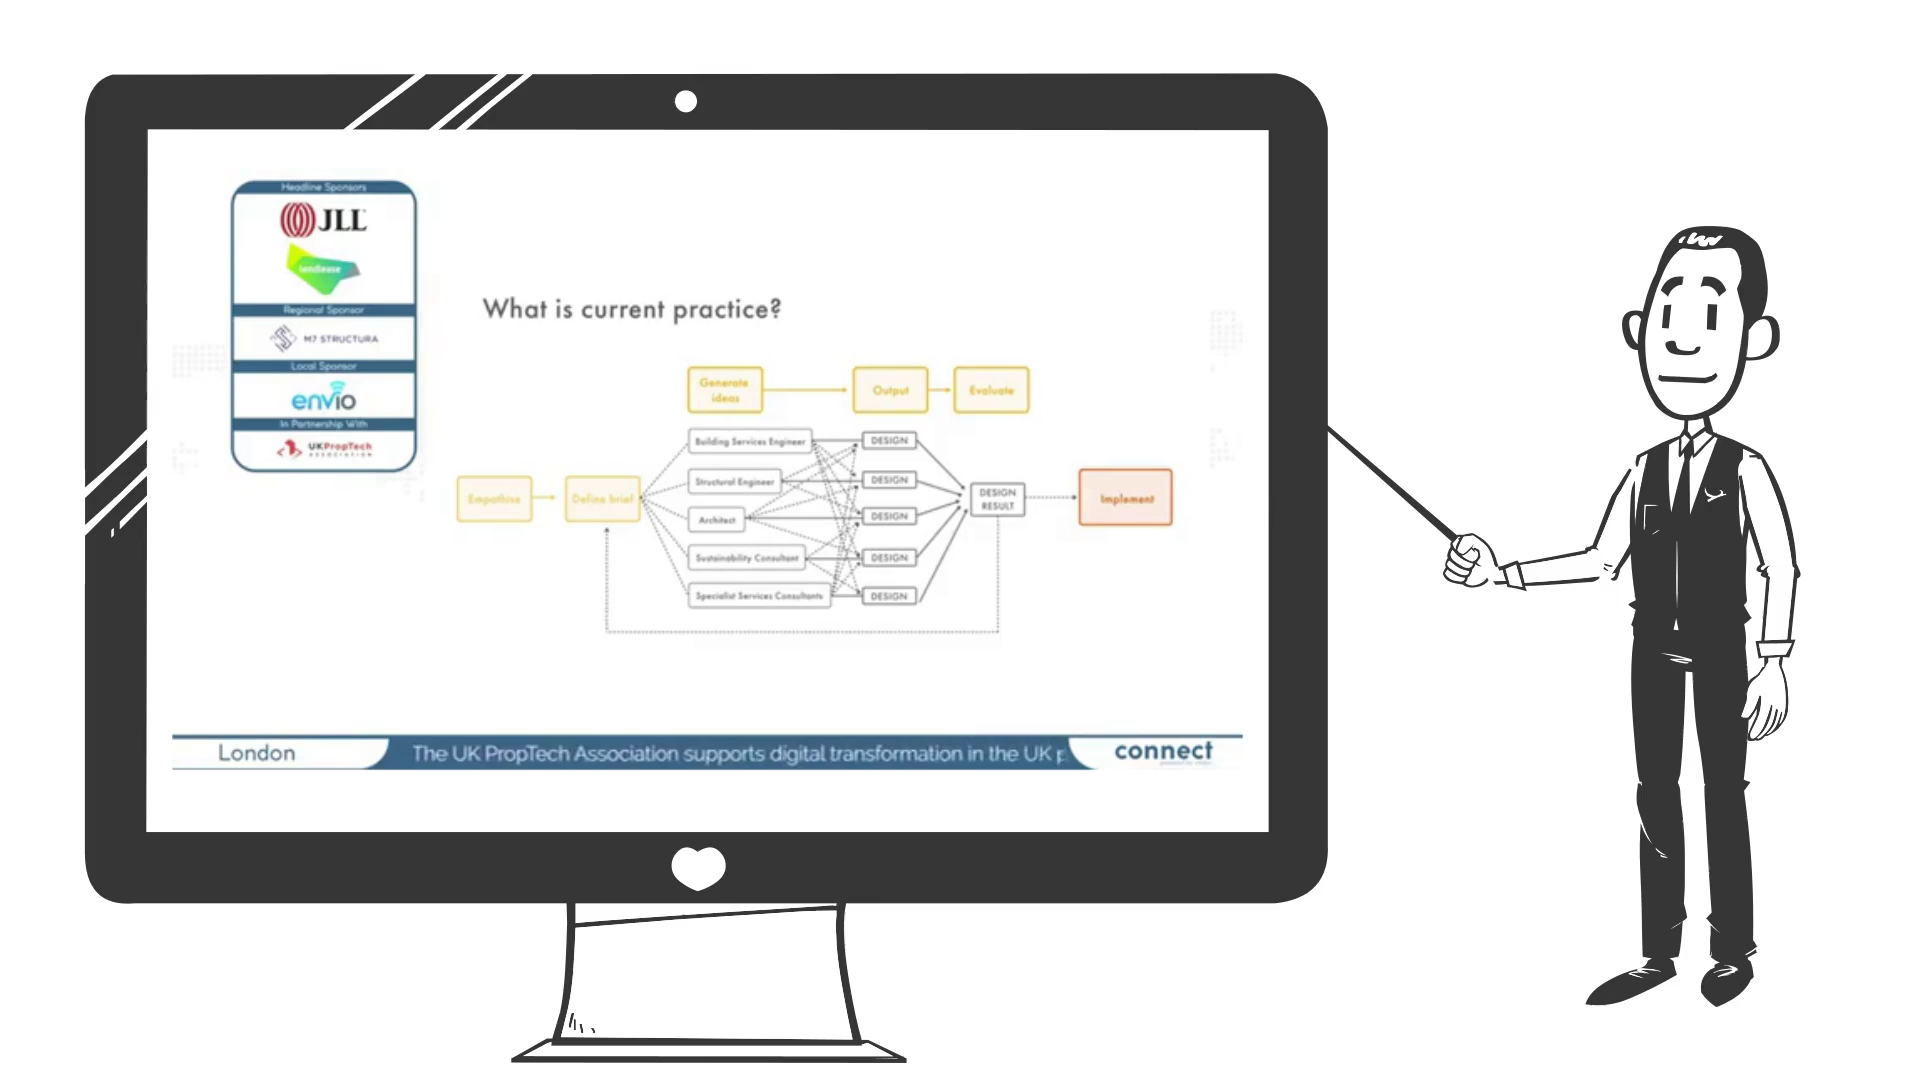 Headline Sponsors
JLL
lendlease
Regional Sponsor
M7 STRUCTURA
Local Sponsor
envio
In Partnership With
UKPropTech
ASSOCIATION
What is current practice?
Generate
ideas
Output
Evaluate
Empathise
Define brief
Building Services Engineer
Structural Engineer
Architect
Sustainability Consultant
Specialist Services Consultants
DESIGN
DESIGN
DESIGN
DESIGN
DESIGN
DESIGN
RESULT
Implement
London
The UK PropTech Association supports digital transformation in the UK p
connect